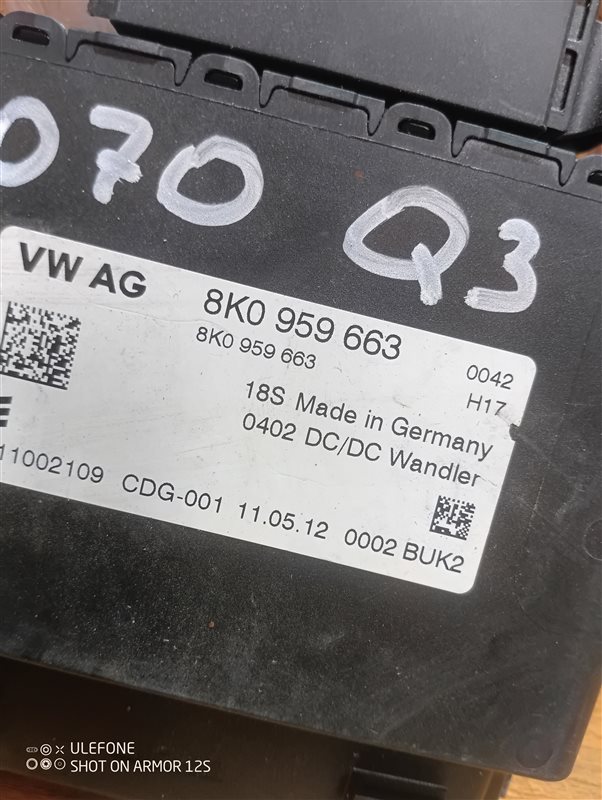 070 Q3
VW AG 8K0 959 663
8K0 959 663 0042
18S Made in Germany H17
0402 DC/DC Wandler
11002109 CDG-001 11.05.12 0002 BUK2
ULEFONE
SHOT ON ARMOR 12S